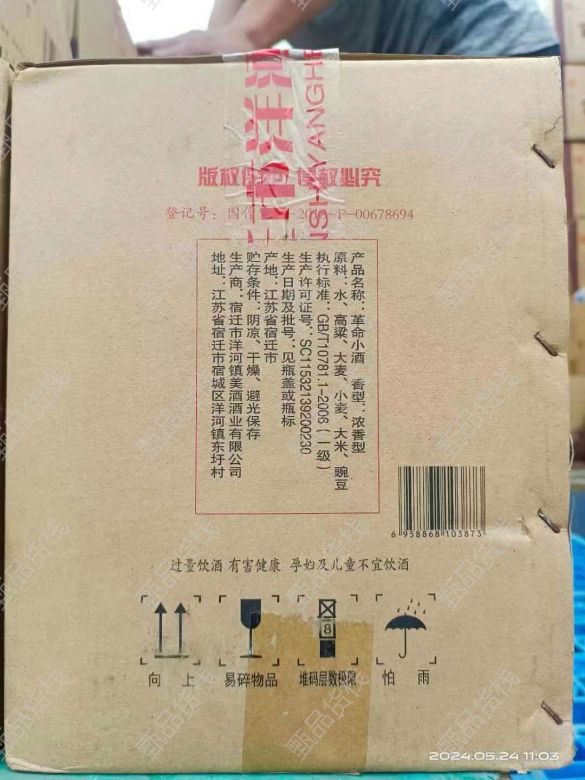 版权
权必究
登记号：国作
-F-00678694
产品名称：革命小酒 香型：浓香型
原料：水、高粱、大麦、小麦、大米、豌豆
执行标准：GB/T10781.1-2006（一级）
生产许可证号：SC11532139200230
生产日期及批号：见瓶盖或瓶标
产地：江苏省宿迁市
贮存条件：阴凉、干燥、避光保存
生产商：宿迁市洋河镇美酒酒业有限公司
地址：江苏省宿迁市宿城区洋河镇东圩村
6 958868 103873
过量饮酒 有害健康 孕妇及儿童不宜饮酒
8
向 上
易碎物品
堆码层数极限
怕 雨
2024.05.24 11:03
甄品货栈